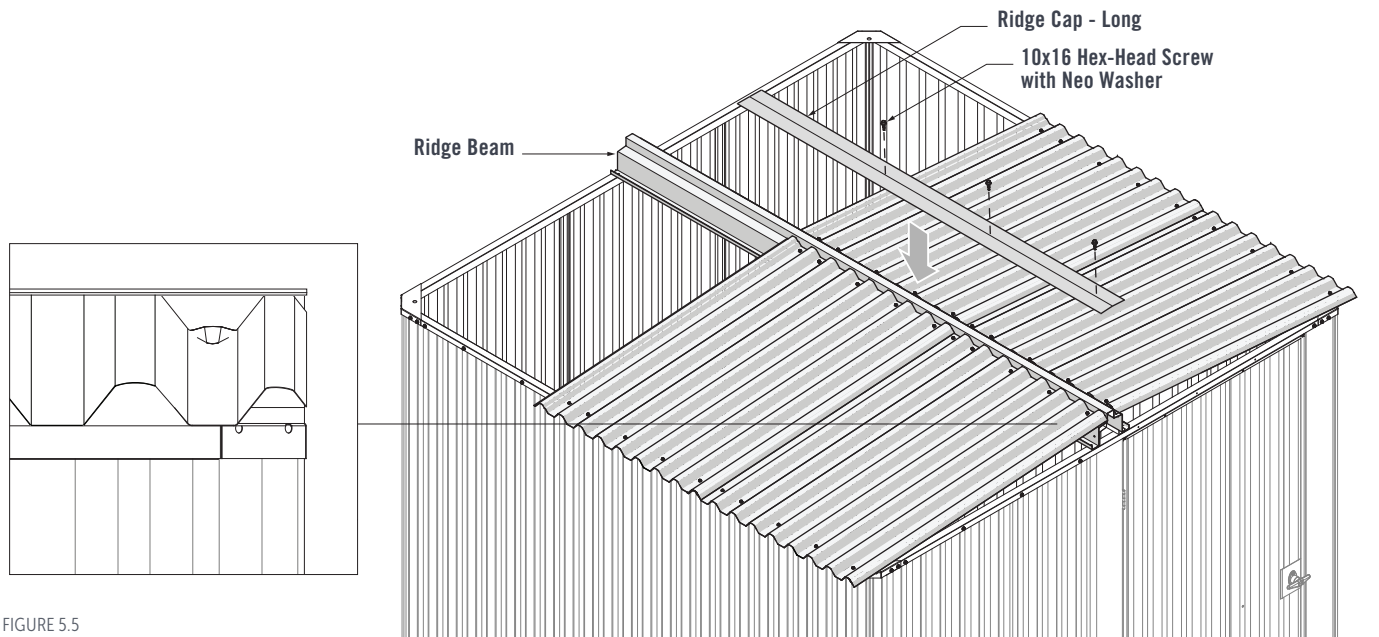 Ridge Cap - Long
10x16 Hex-Head Screw
with Neo Washer
Ridge Beam
FIGURE 5.5